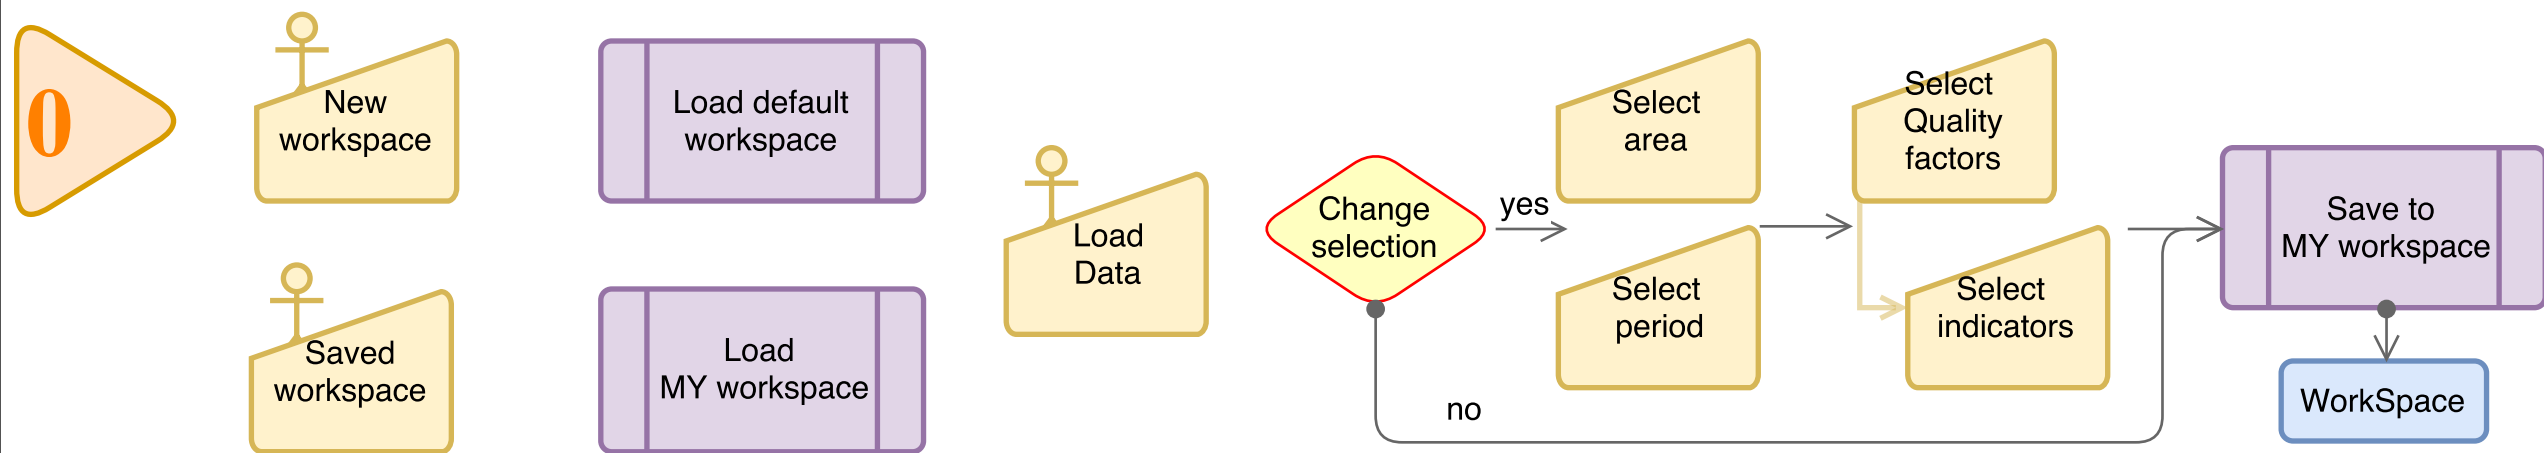 0
New
workspace
Load default
workspace
Saved
workspace
Load
MY workspace
Load
Data
Change
selection
yes
no
Select
area
Select
period
Select
Quality
factors
Select
indicators
Save to
MY workspace
WorkSpace